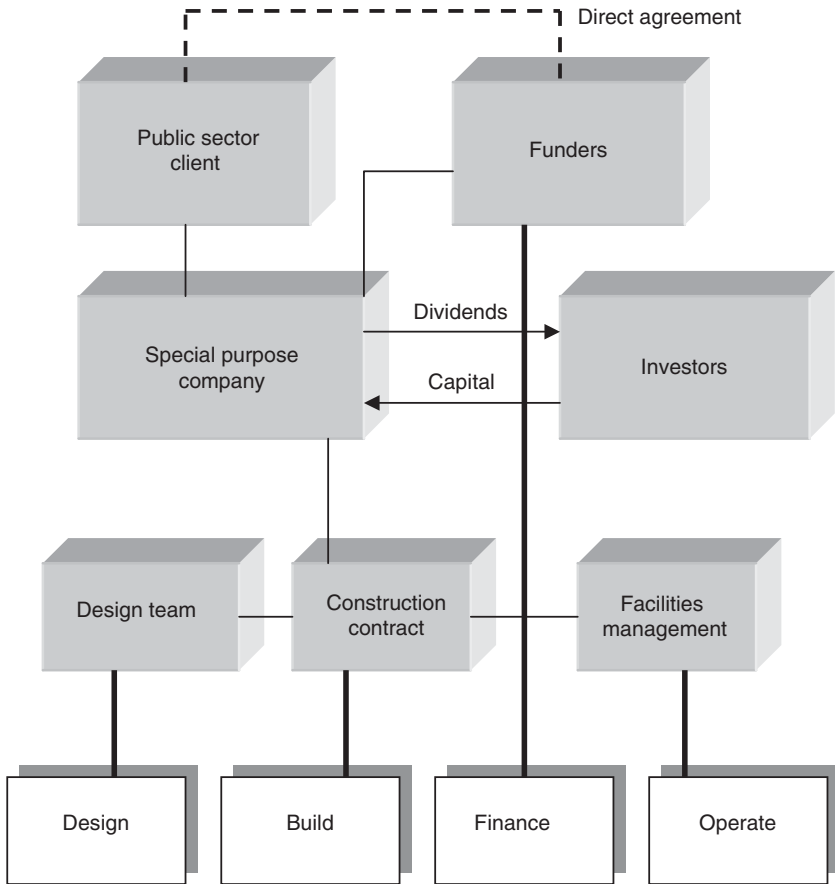 Direct agreement
Public sector
client
Funders
Dividends
Special purpose
company
Investors
Capital
Design team
Construction
contract
Facilities
management
Design
Build
Finance
Operate